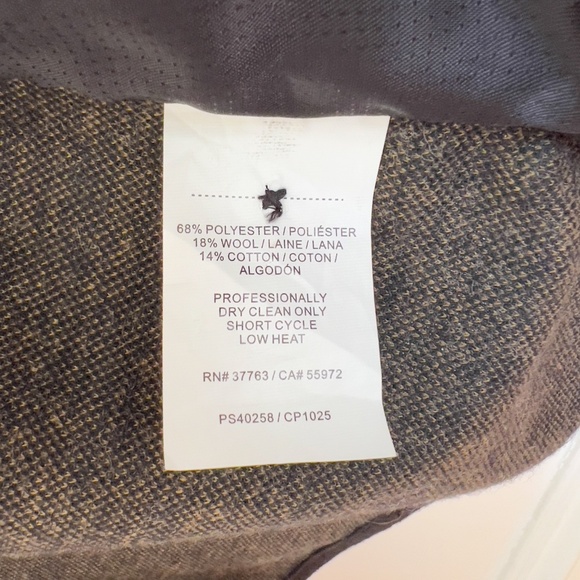 68% POLYESTER / POLIÉSTER
18% WOOL / LAINE / LANA
14% COTTON / COTON /
ALGODÓN
PROFESSIONALLY
DRY CLEAN ONLY
SHORT CYCLE
LOW HEAT
RN# 37763 / CA# 55972
PS40258 / CP1025